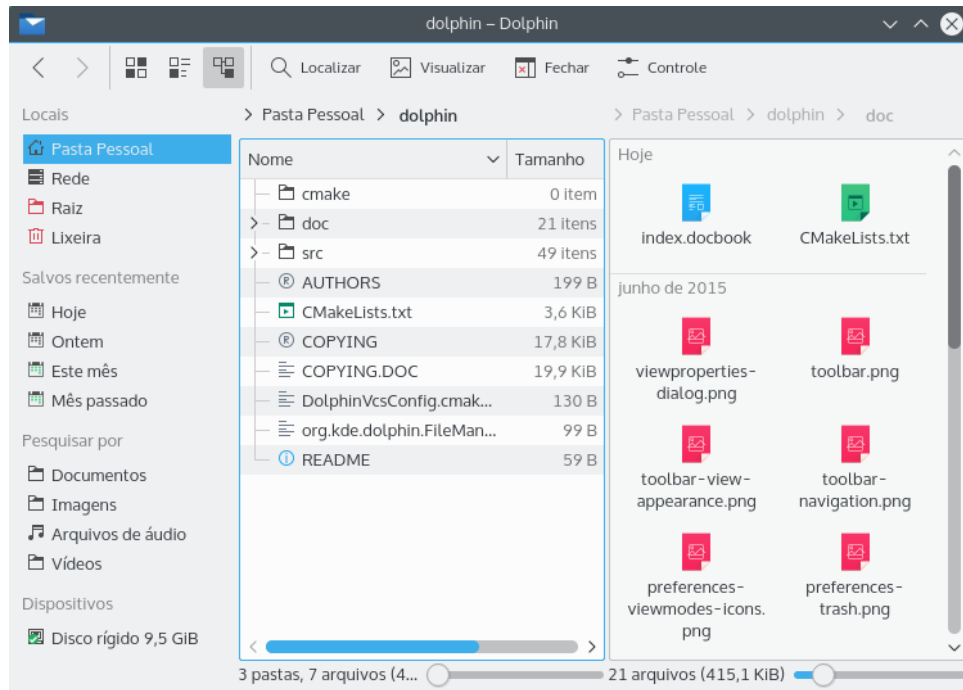 dolphin – Dolphin
Localizar Visualizar Fechar Controle
Locais
Pasta Pessoal
Rede
Raiz
Lixeira
Salvos recentemente
Hoje
Ontem
Este mês
Mês passado
Pesquisar por
Documentos
Imagens
Arquivos de áudio
Vídeos
Dispositivos
Disco rígido 9,5 GiB
> Pasta Pessoal > dolphin
Nome Tamanho
cmake 0 item
doc 21 itens
src 49 itens
AUTHORS 199 B
CMakeLists.txt 3,6 KiB
COPYING 17,8 KiB
COPYING.DOC 19,9 KiB
DolphinVcsConfig.cmak... 130 B
org.kde.dolphin.FileMan... 99 B
README 59 B
3 pastas, 7 arquivos (4...
> Pasta Pessoal > dolphin > doc
Hoje
index.docbook CMakeLists.txt
junho de 2015
viewproperties-
dialog.png
toolbar.png
toolbar-view-
appearance.png
toolbar-
navigation.png
preferences-
viewmodes-icons.
png
preferences-
trash.png
21 arquivos (415,1 KiB)